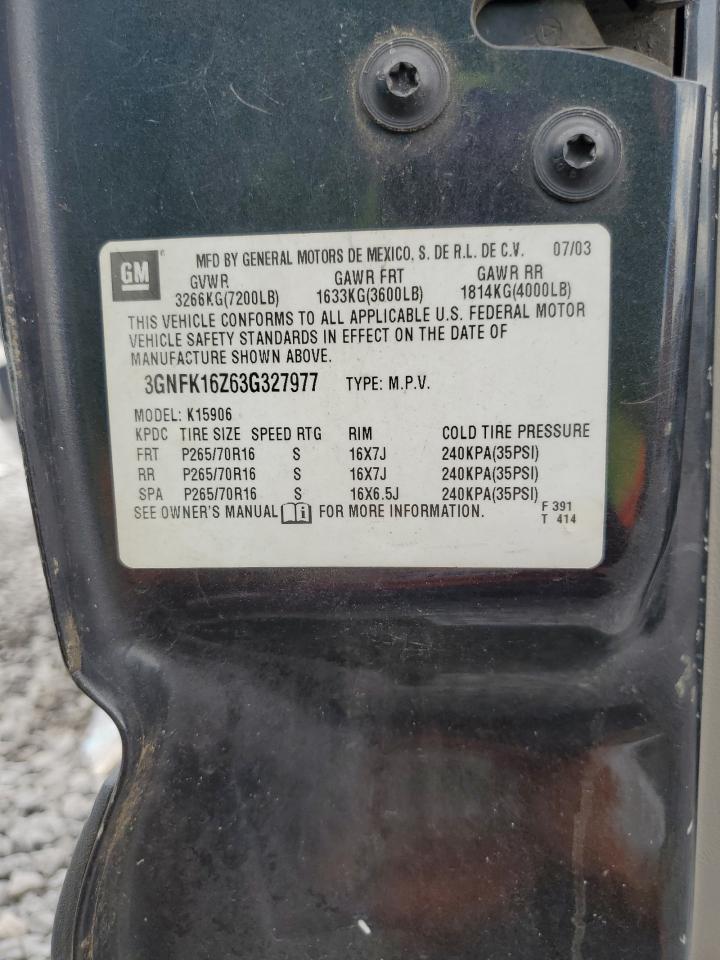 GM
MFD BY GENERAL MOTORS DE MEXICO, S. DE R.L. DE C.V. 07/03
GVWR GAWR FRT GAWR RR
3266KG(7200LB) 1633KG(3600LB) 1814KG(4000LB)
THIS VEHICLE CONFORMS TO ALL APPLICABLE U.S. FEDERAL MOTOR
VEHICLE SAFETY STANDARDS IN EFFECT ON THE DATE OF
MANUFACTURE SHOWN ABOVE.
3GNFK16Z63G327977 TYPE: M.P.V.
MODEL: K15906
KPDC TIRE SIZE SPEED RTG RIM COLD TIRE PRESSURE
FRT P265/70R16 S 16X7J 240KPA(35PSI)
RR P265/70R16 S 16X7J 240KPA(35PSI)
SPA P265/70R16 S 16X6.5J 240KPA(35PSI)
SEE OWNER'S MANUAL i FOR MORE INFORMATION. F 391
T 414